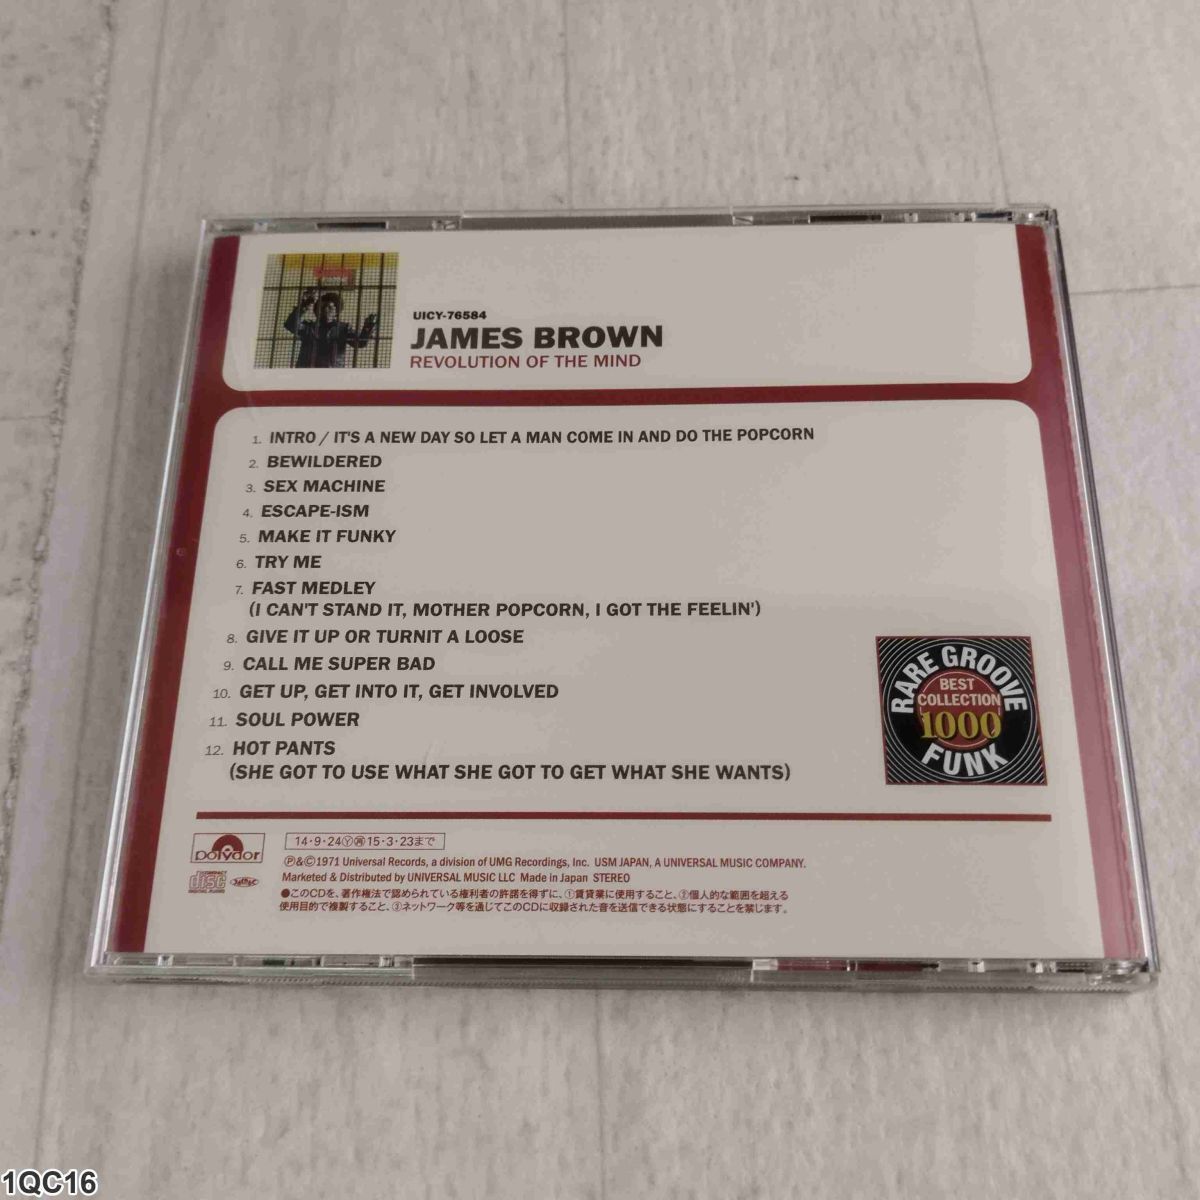 UICY-76584
JAMES BROWN
REVOLUTION OF THE MIND
1. INTRO / IT'S A NEW DAY SO LET A MAN COME IN AND DO THE POPCORN
2. BEWILDERED
3. SEX MACHINE
4. ESCAPE-ISM
5. MAKE IT FUNKY
6. TRY ME
7. FAST MEDLEY
(I CAN'T STAND IT, MOTHER POPCORN, I GOT THE FEELIN')
8. GIVE IT UP OR TURNIT A LOOSE
9. CALL ME SUPER BAD
10. GET UP, GET INTO IT, GET INVOLVED
11. SOUL POWER
12. HOT PANTS
(SHE GOT TO USE WHAT SHE GOT TO GET WHAT SHE WANTS)
RARE GROOVE
BEST
COLLECTION
1000
FUNK
polydor
14·9·24Ⓨ㊢15·3·23まで
Ⓟ&Ⓒ1971 Universal Records, a division of UMG Recordings, Inc. USM JAPAN, A UNIVERSAL MUSIC COMPANY.
Marketed & Distributed by UNIVERSAL MUSIC LLC Made in Japan STEREO
COMPACT
disc
DIGITAL AUDIO
●このCDを、著作権法で認められている権利者の許諾を得ずに、①賃貸業に使用すること、②個人的な範囲を超える
使用目的で複製すること、③ネットワーク等を通じてこのCDに収録された音を送信できる状態にすることを禁じます。
1QC16